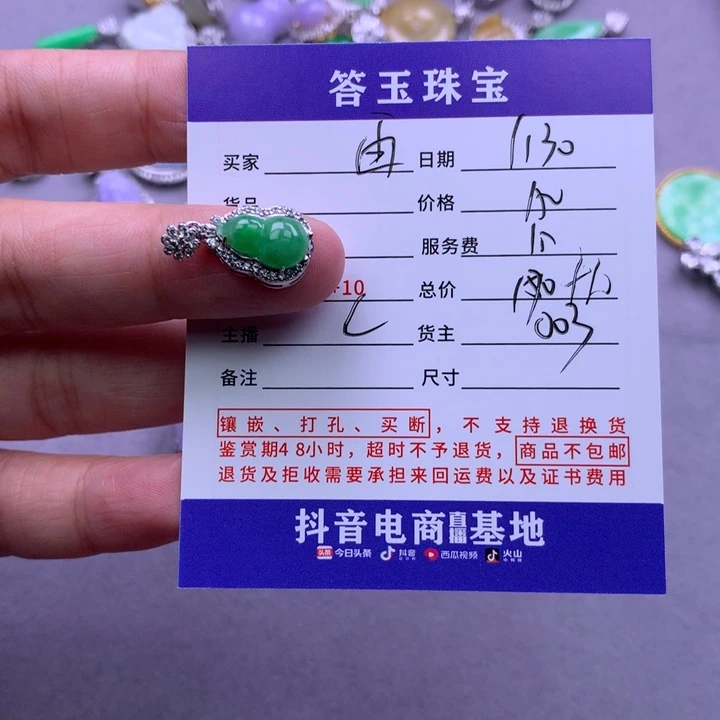 答玉珠宝
买家 日期 1130
货品 价格
服务费
+10 总价
主播 货主 003
备注 尺寸
镶嵌、打孔、买断，不支持退换货
鉴赏期48小时，超时不予退货，商品不包邮
退货及拒收需要承担来回运费以及证书费用
抖音电商直播基地
头条 今日头条 抖音 西瓜视频 火山